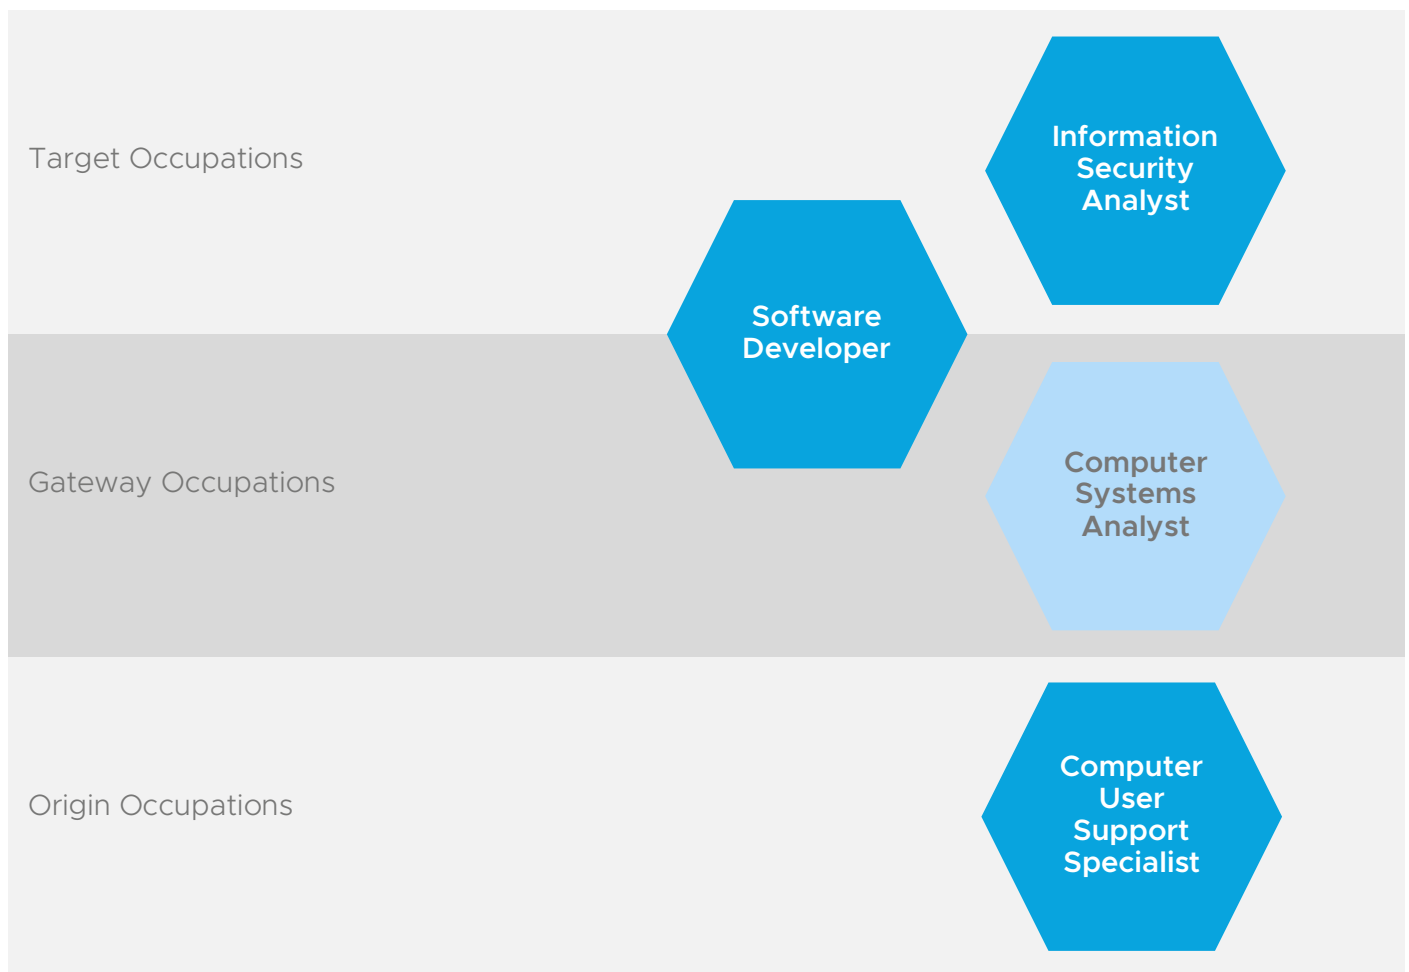 Target Occupations
Information
Security
Analyst
Software
Developer
Gateway Occupations
Computer
Systems
Analyst
Origin Occupations
Computer
User
Support
Specialist